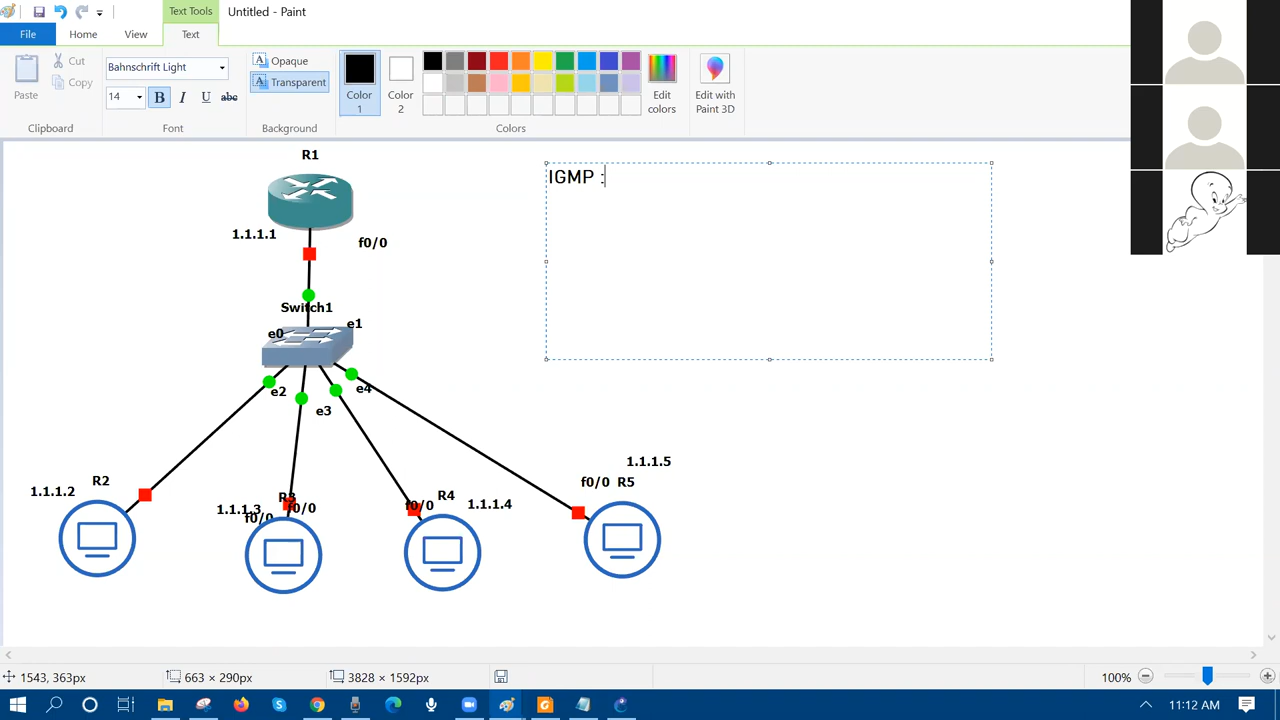 Text Tools
Untitled - Paint
File
Home
View
Text
Paste
Cut
Copy
Clipboard
Bahnschrift Light
14
B
I
U
abc
Font
Opaque
Transparent
Background
Color
1
Color
2
Colors
Edit
colors
Edit with
Paint 3D
R1
IGMP :
1.1.1.1
f0/0
Switch1
e0
e1
e2
e3
e4
1.1.1.2
R2
1.1.1.3
R3
f0/0
f0/0
f0/0
R4
1.1.1.4
1.1.1.5
f0/0
R5
1543, 363px
663 × 290px
3828 × 1592px
100%
11:12 AM